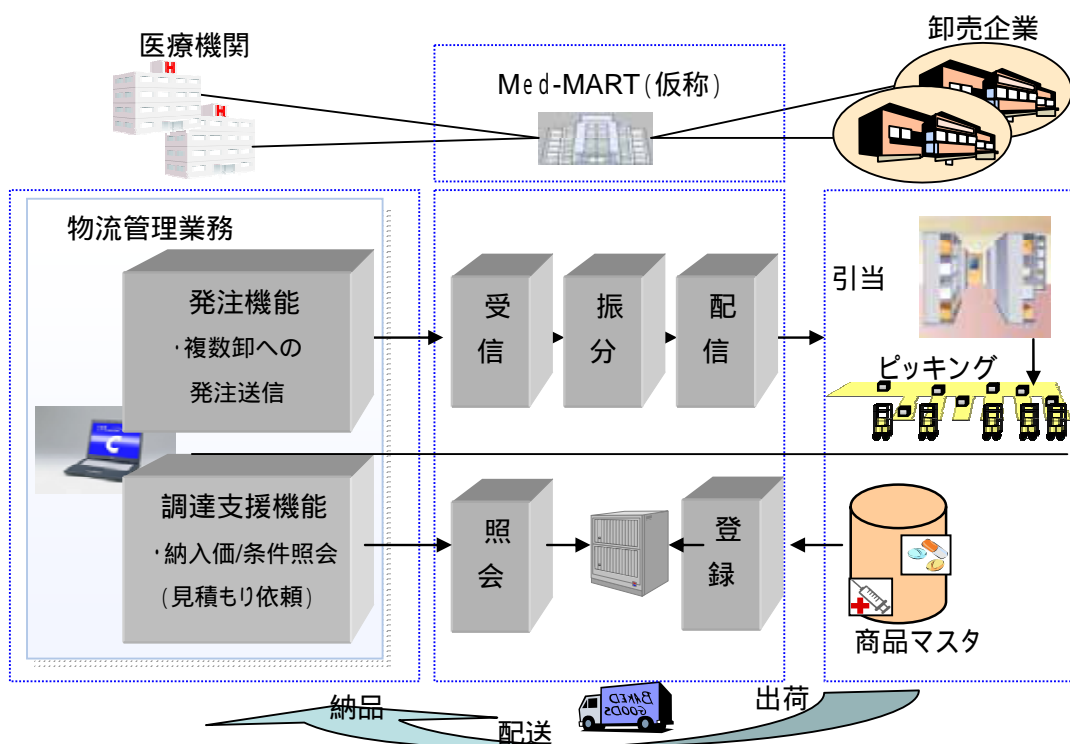 医療機関
Med-MART(仮称)
卸売企業
H
H
物流管理業務
発注機能
・複数卸への
発注送信
受信
振分
配信
引当
ピッキング
調達支援機能
・納入価/条件照会
(見積もり依頼)
照会
登録
商品マスタ
納品
配送
BAKED
GOODS
出荷